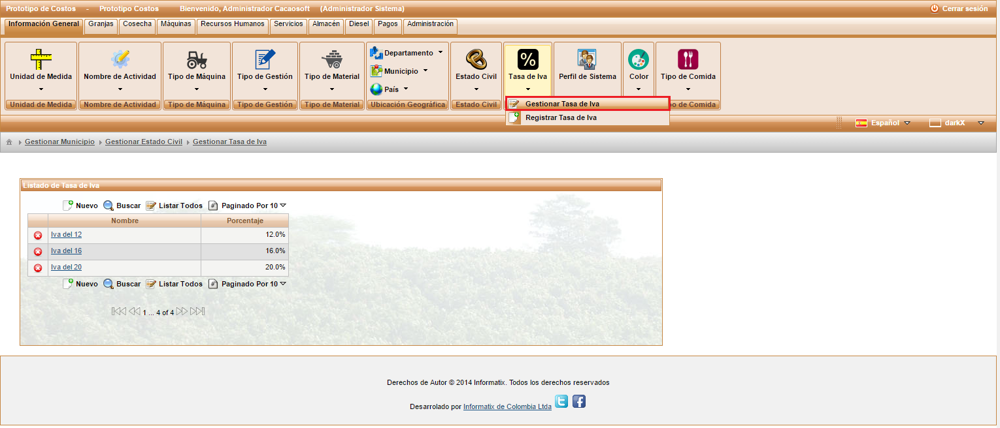 Prototipo de Costos - Prototipo Costos Bienvenido, Administrador Cacaosoft (Administrador Sistema) Cerrar sesión
Información General Granjas Cosecha Máquinas Recursos Humanos Servicios Almacén Diesel Pagos Administración
Departamento
Unidad de Medida Nombre de Actividad Tipo de Máquina Tipo de Gestión Tipo de Material Municipio Estado Civil Tasa de Iva Perfil de Sistema Color Tipo de Comida
País
Unidad de Medida Nombre de Actividad Tipo de Máquina Tipo de Gestión Tipo de Material Ubicación Geográfica Estado Civil Gestionar Tasa de Iva po de Comida
Registrar Tasa de Iva
Español darkX
Gestionar Municipio Gestionar Estado Civil Gestionar Tasa de Iva
Listado de Tasa de Iva
Nuevo Buscar Listar Todos Paginado Por 10
Nombre Porcentaje
Iva del 12 12.0%
Iva del 16 16.0%
Iva del 20 20.0%
Nuevo Buscar Listar Todos Paginado Por 10
1 ... 4 of 4
Derechos de Autor © 2014 Informatix. Todos los derechos reservados
Desarrolado por Informatix de Colombia Ltda